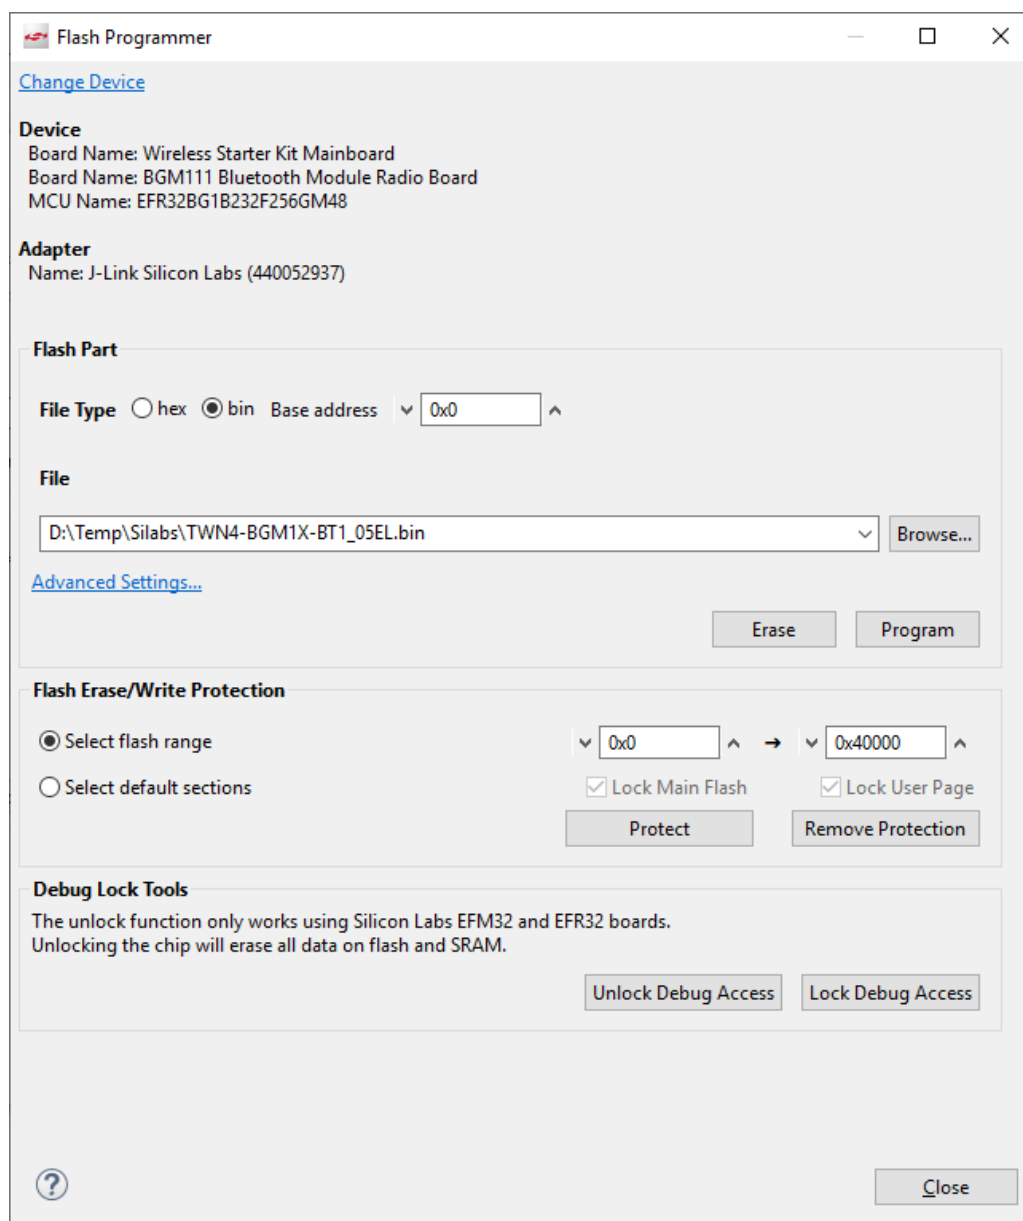 Flash Programmer
Change Device
Device
Board Name: Wireless Starter Kit Mainboard
Board Name: BGM111 Bluetooth Module Radio Board
MCU Name: EFR32BG1B232F256GM48
Adapter
Name: J-Link Silicon Labs (440052937)
Flash Part
File Type hex bin Base address 0x0
File
D:\Temp\Silabs\TWN4-BGM1X-BT1_05EL.bin Browse...
Advanced Settings...
Erase Program
Flash Erase/Write Protection
Select flash range 0x0 → 0x40000
Select default sections Lock Main Flash Lock User Page
Protect Remove Protection
Debug Lock Tools
The unlock function only works using Silicon Labs EFM32 and EFR32 boards.
Unlocking the chip will erase all data on flash and SRAM.
Unlock Debug Access Lock Debug Access
? Close